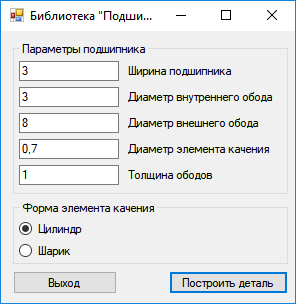 Библиотека "Подши...
Параметры подшипника
3 Ширина подшипника
3 Диаметр внутреннего обода
8 Диаметр внешнего обода
0,7 Диаметр элемента качения
1 Толщина ободов
Форма элемента качения
Цилиндр
Шарик
Выход Построить деталь